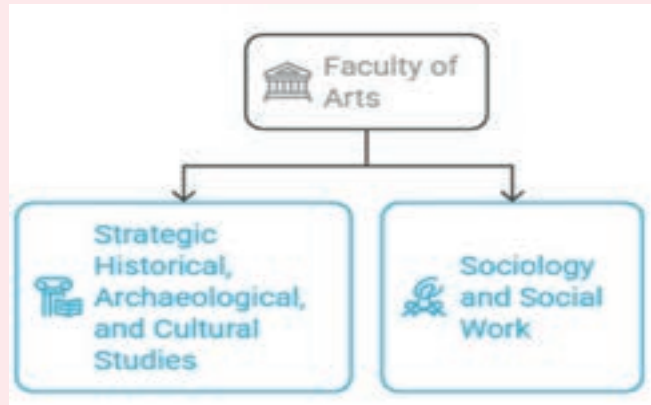 Faculty of
Arts
Strategic
Historical,
Archaeological,
and Cultural
Studies
Sociology
and Social
Work